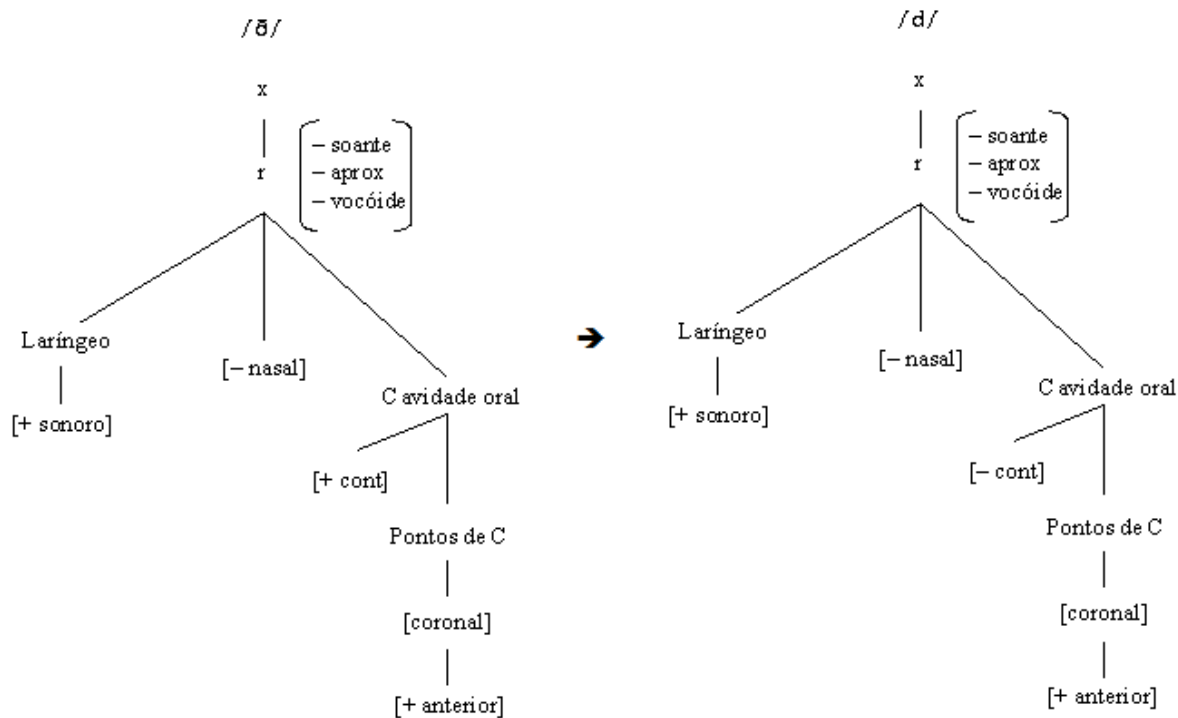 /ð/
x
r
– soante
– aprox
– vocóide
Laríngeo
[+ sonoro]
[– nasal]
Cavidade oral
[+ cont]
Pontos de C
[coronal]
[+ anterior]
➔
/d/
x
r
– soante
– aprox
– vocóide
Laríngeo
[+ sonoro]
[– nasal]
Cavidade oral
[– cont]
Pontos de C
[coronal]
[+ anterior]